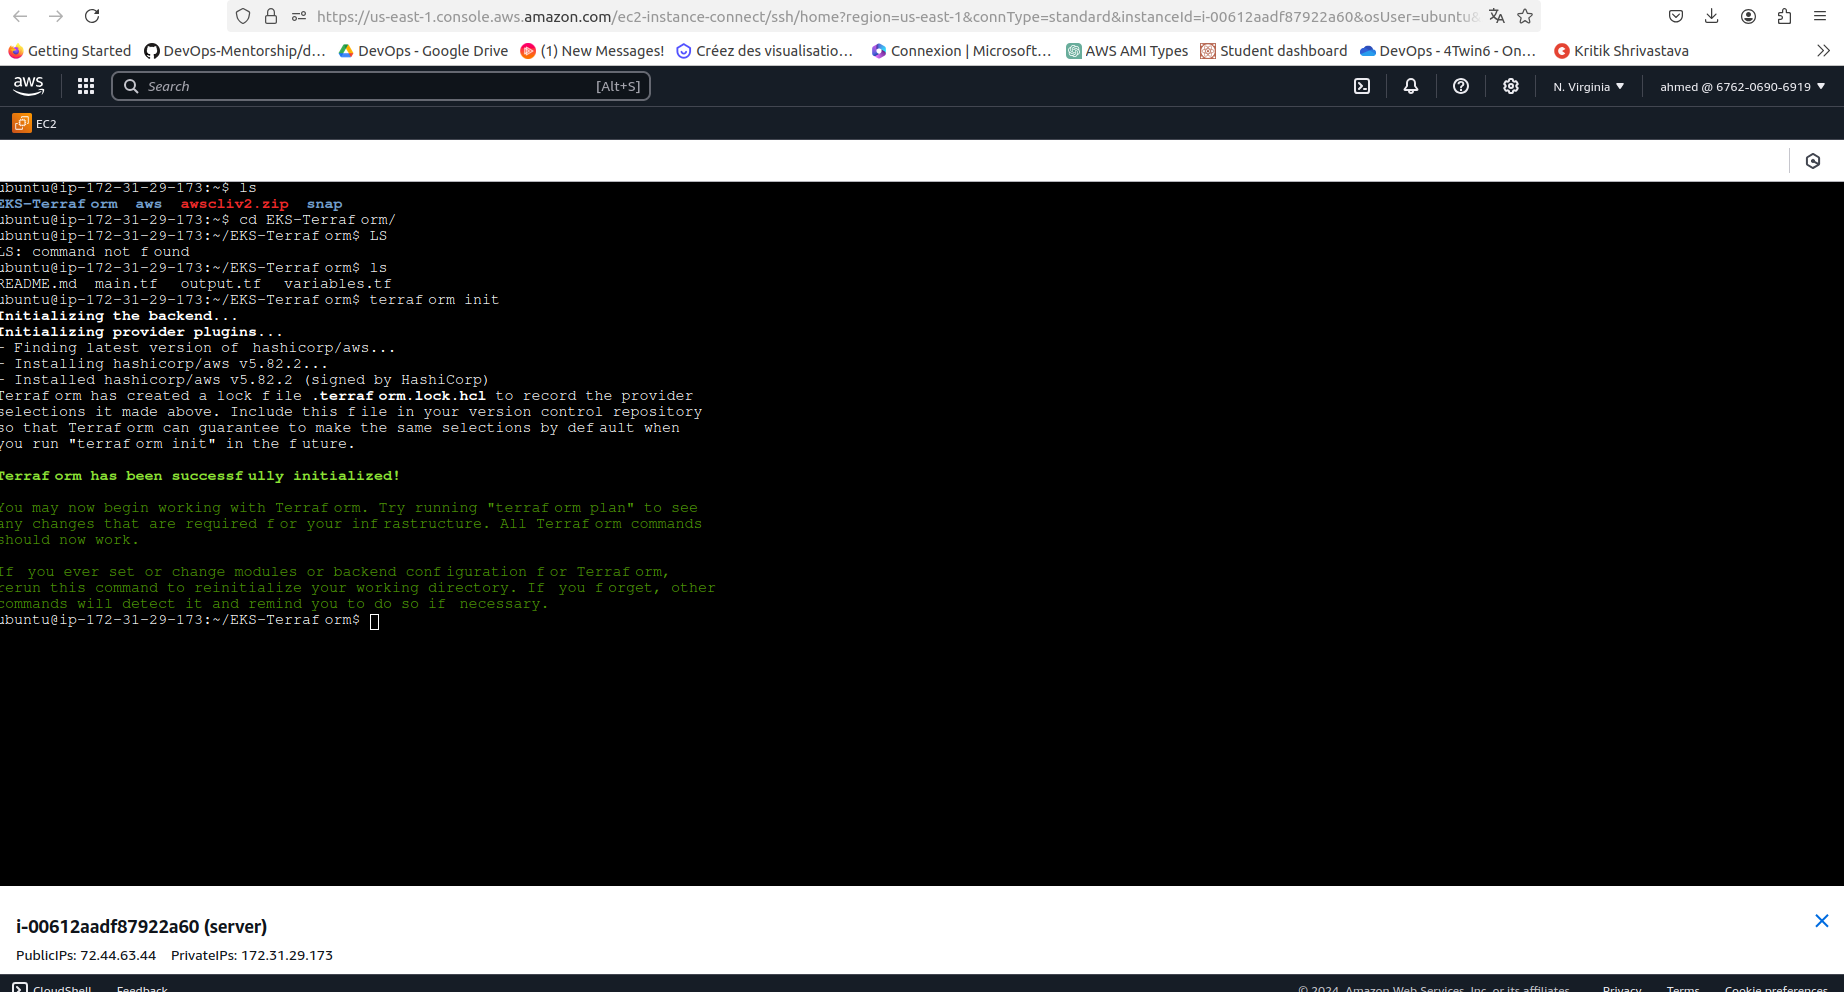 https://us-east-1.console.aws.amazon.com/ec2-instance-connect/ssh/home?region=us-east-1&connType=standard&instanceId=i-00612aadf87922a60&osUser=ubuntu&
Getting Started DevOps-Mentorship/d… DevOps - Google Drive (1) New Messages! Créez des visualisatio… Connexion | Microsoft… AWS AMI Types Student dashboard DevOps - 4Twin6 - On… Kritik Shrivastava
aws Search [Alt+S] N. Virginia ahmed @ 6762-0690-6919
EC2
ubuntu@ip-172-31-29-173:~$ ls
EKS-Terraform aws awscliv2.zip snap
ubuntu@ip-172-31-29-173:~$ cd EKS-Terraform/
ubuntu@ip-172-31-29-173:~/EKS-Terraform$ LS
LS: command not found
ubuntu@ip-172-31-29-173:~/EKS-Terraform$ ls
README.md main.tf output.tf variables.tf
ubuntu@ip-172-31-29-173:~/EKS-Terraform$ terraform init
Initializing the backend...
Initializing provider plugins...
- Finding latest version of hashicorp/aws...
- Installing hashicorp/aws v5.82.2...
- Installed hashicorp/aws v5.82.2 (signed by HashiCorp)
Terraform has created a lock file .terraform.lock.hcl to record the provider
selections it made above. Include this file in your version control repository
so that Terraform can guarantee to make the same selections by default when
you run "terraform init" in the future.
Terraform has been successfully initialized!
You may now begin working with Terraform. Try running "terraform plan" to see
any changes that are required for your infrastructure. All Terraform commands
should now work.
If you ever set or change modules or backend configuration for Terraform,
rerun this command to reinitialize your working directory. If you forget, other
commands will detect it and remind you to do so if necessary.
ubuntu@ip-172-31-29-173:~/EKS-Terraform$
i-00612aadf87922a60 (server)
PublicIPs: 72.44.63.44 PrivateIPs: 172.31.29.173
CloudShell Feedback © 2024, Amazon Web Services, Inc. or its affiliates. Privacy Terms Cookie preferences